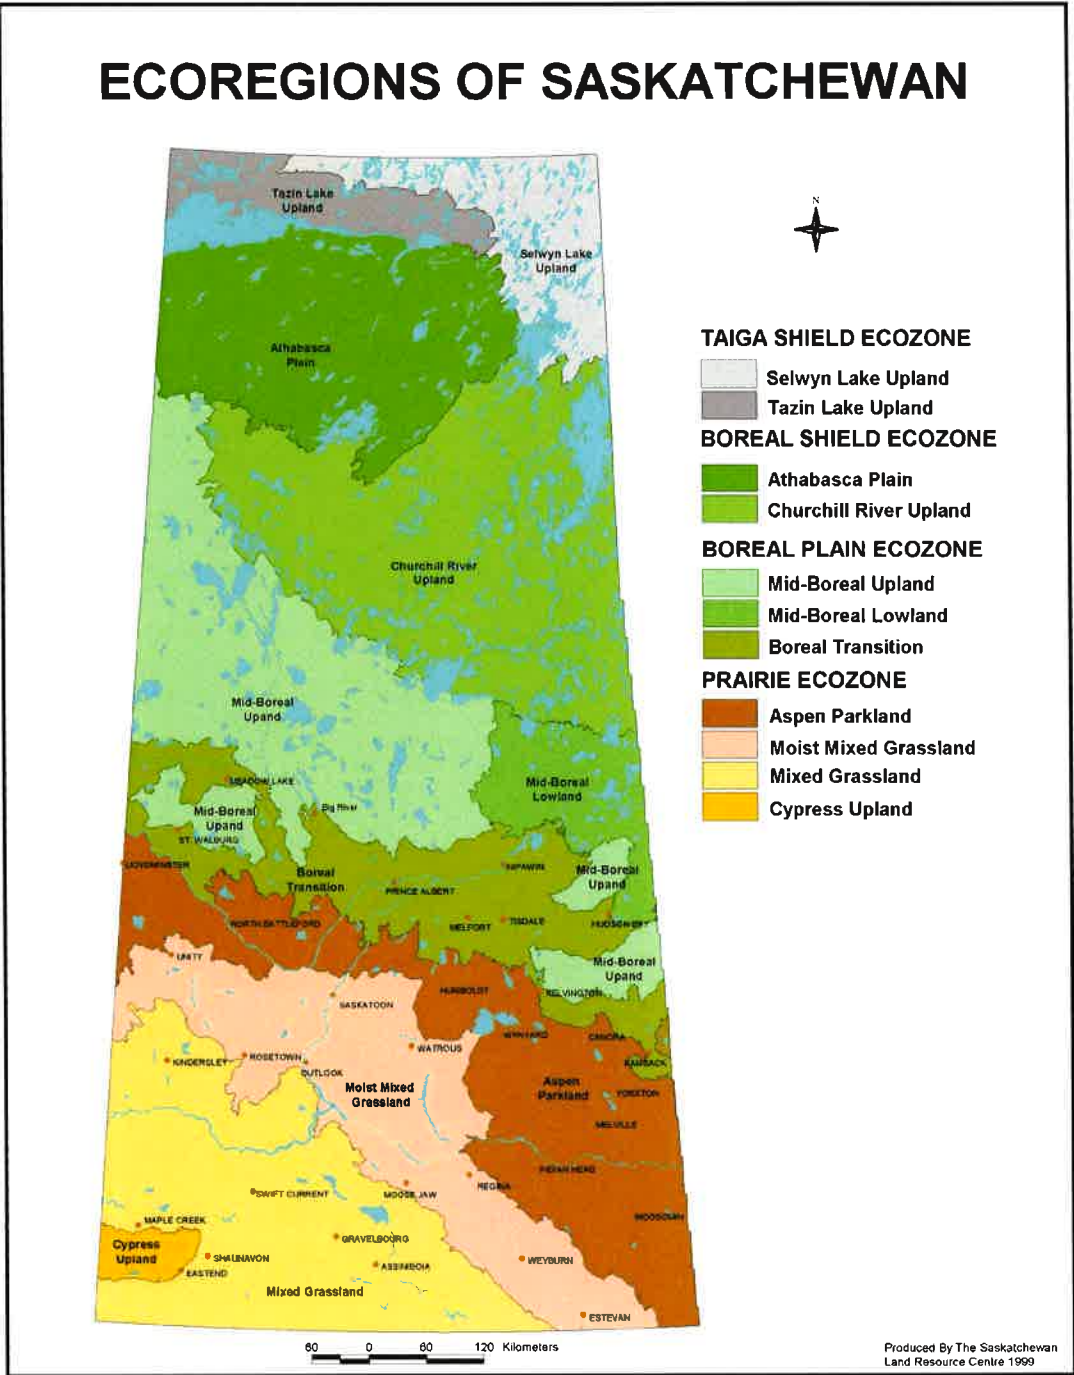 ECOREGIONS OF SASKATCHEWAN
N
Tazin Lake
Upland
Selwyn Lake
Upland
Athabasca
Plain
Churchill River
Upland
Mid-Boreal
Upand
MEADOW LAKE
Mid-Boreal
Lowland
Big River
Mid-Boreal
Upand
ST. WALBURG
LLOYDMINSTER
NIPAWIN
Mid-Boreal
Upand
Boreal
Transition
PRINCE ALBERT
NORTH BATTLEFORD
MELFORT
TISDALE
HUDSON BAY
UNITY
Mid-Boreal
Upand
HUMBOLDT
KELVINGTON
SASKATOON
WYNYARD
CANORA
WATROUS
KINDERSLEY
ROSETOWN
KAMSACK
OUTLOOK
Moist Mixed
Grassland
Aspen
Parkland
YORKTON
MELVILLE
INDIAN HEAD
SWIFT CURRENT
MOOSE JAW
REGINA
MOOSOMIN
MAPLE CREEK
GRAVELBOURG
Cypress
Upland
SHAUNAVON
ASSINIBOIA
WEYBURN
EASTEND
Mixed Grassland
ESTEVAN
TAIGA SHIELD ECOZONE
Selwyn Lake Upland
Tazin Lake Upland
BOREAL SHIELD ECOZONE
Athabasca Plain
Churchill River Upland
BOREAL PLAIN ECOZONE
Mid-Boreal Upland
Mid-Boreal Lowland
Boreal Transition
PRAIRIE ECOZONE
Aspen Parkland
Moist Mixed Grassland
Mixed Grassland
Cypress Upland
60 0 60 120 Kilometers
Produced By The Saskatchewan
Land Resource Centre 1999